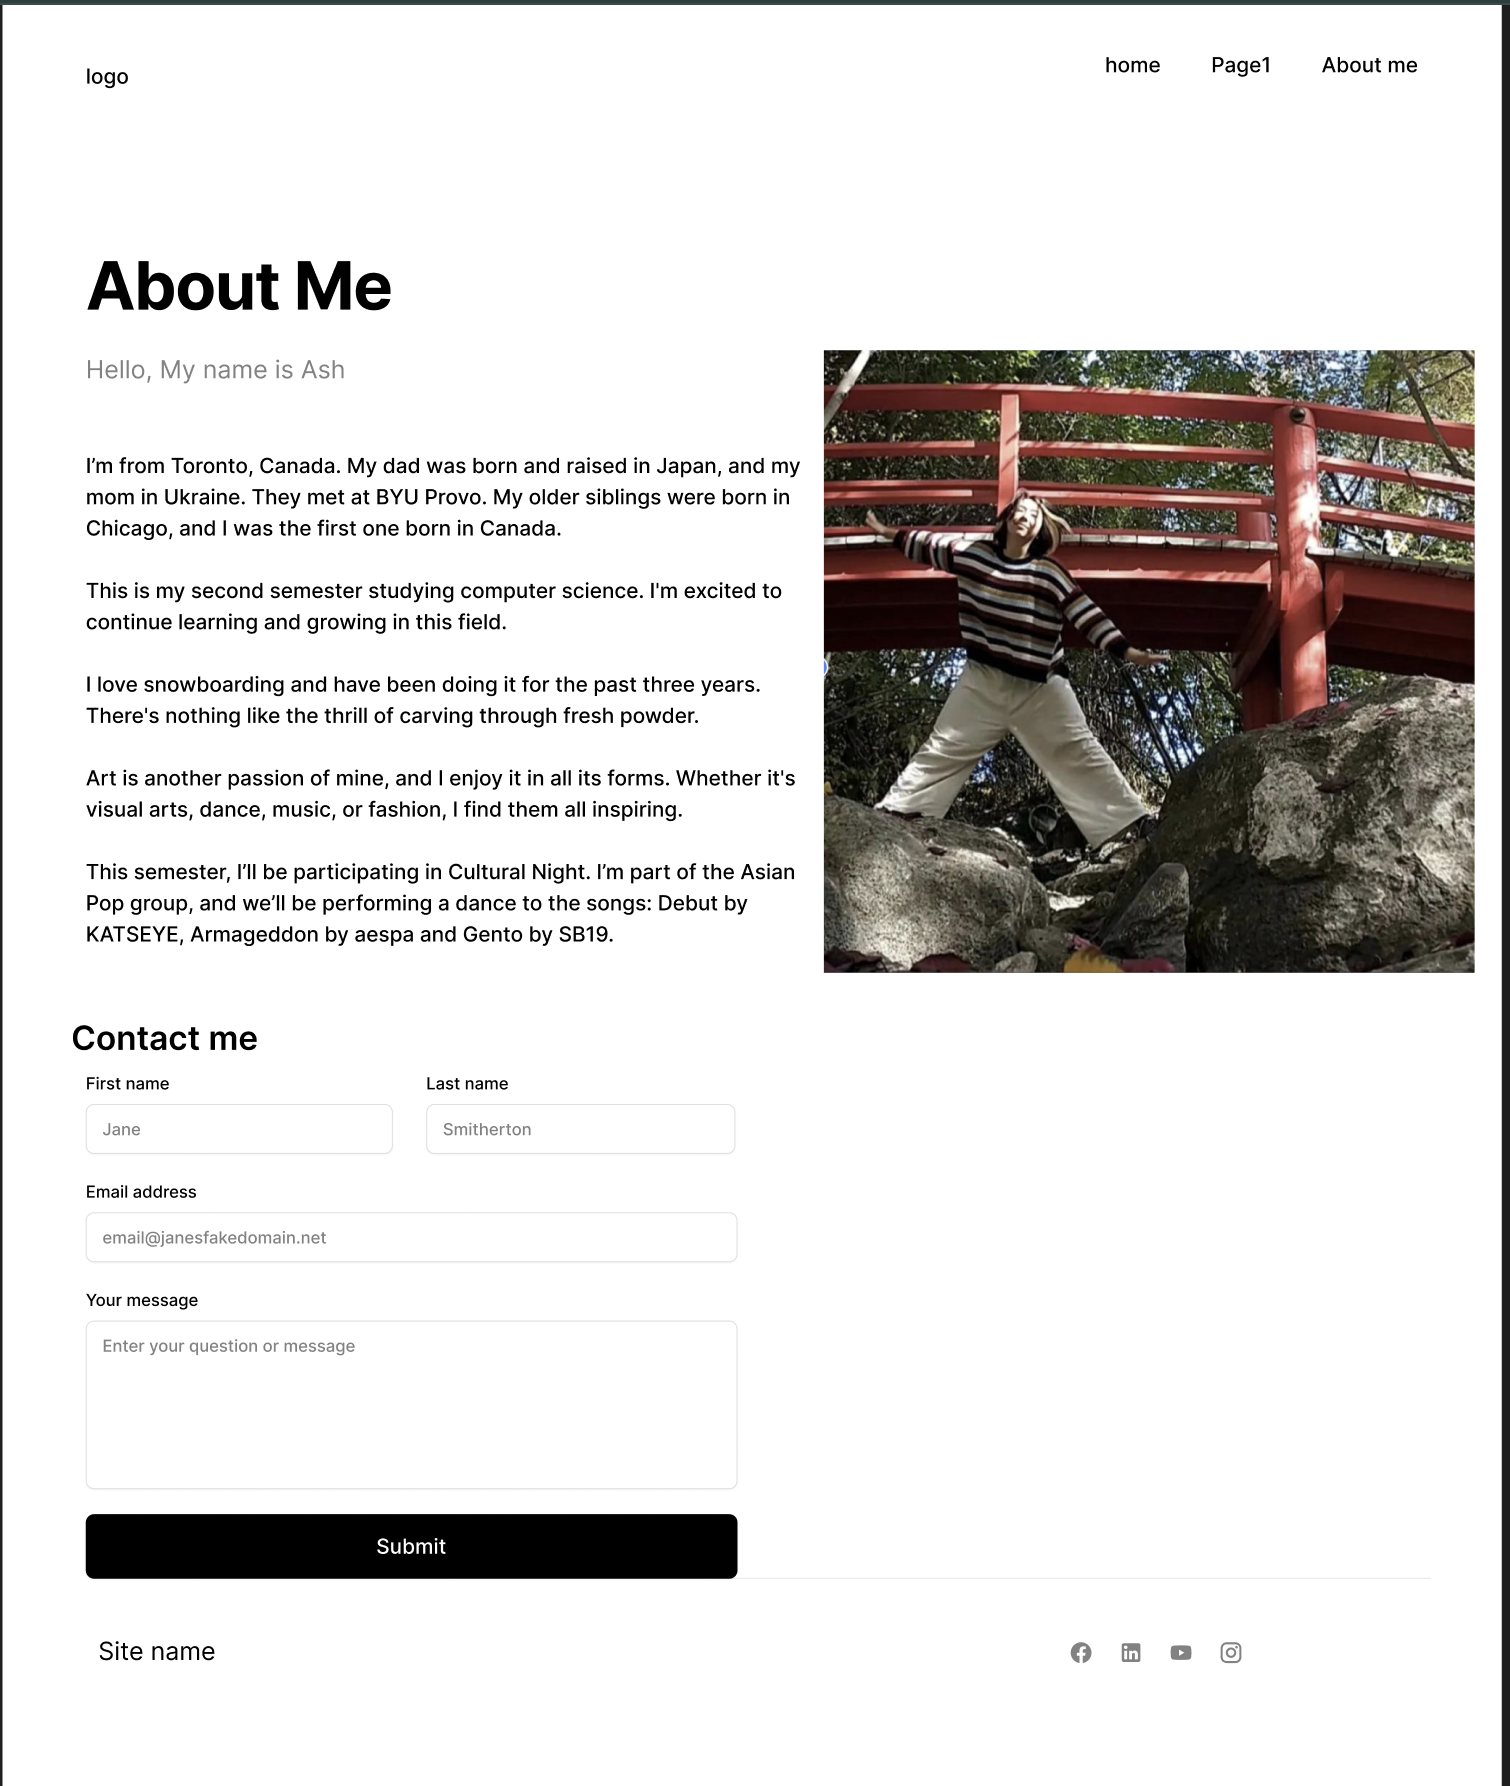 logo
home Page1 About me
About Me
Hello, My name is Ash
I’m from Toronto, Canada. My dad was born and raised in Japan, and my
mom in Ukraine. They met at BYU Provo. My older siblings were born in
Chicago, and I was the first one born in Canada.
This is my second semester studying computer science. I'm excited to
continue learning and growing in this field.
I love snowboarding and have been doing it for the past three years.
There's nothing like the thrill of carving through fresh powder.
Art is another passion of mine, and I enjoy it in all its forms. Whether it's
visual arts, dance, music, or fashion, I find them all inspiring.
This semester, I’ll be participating in Cultural Night. I’m part of the Asian
Pop group, and we’ll be performing a dance to the songs: Debut by
KATSEYE, Armageddon by aespa and Gento by SB19.
Contact me
First name Last name
Jane Smitherton
Email address
email@janesfakedomain.net
Your message
Enter your question or message
Submit
Site name